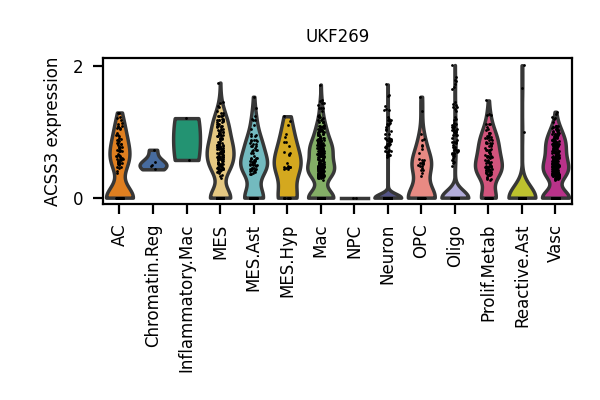 UKF269
ACSS3 expression
2
0
AC
Chromatin.Reg
Inflammatory.Mac
MES
MES.Ast
MES.Hyp
Mac
NPC
Neuron
OPC
Oligo
Prolif.Metab
Reactive.Ast
Vasc